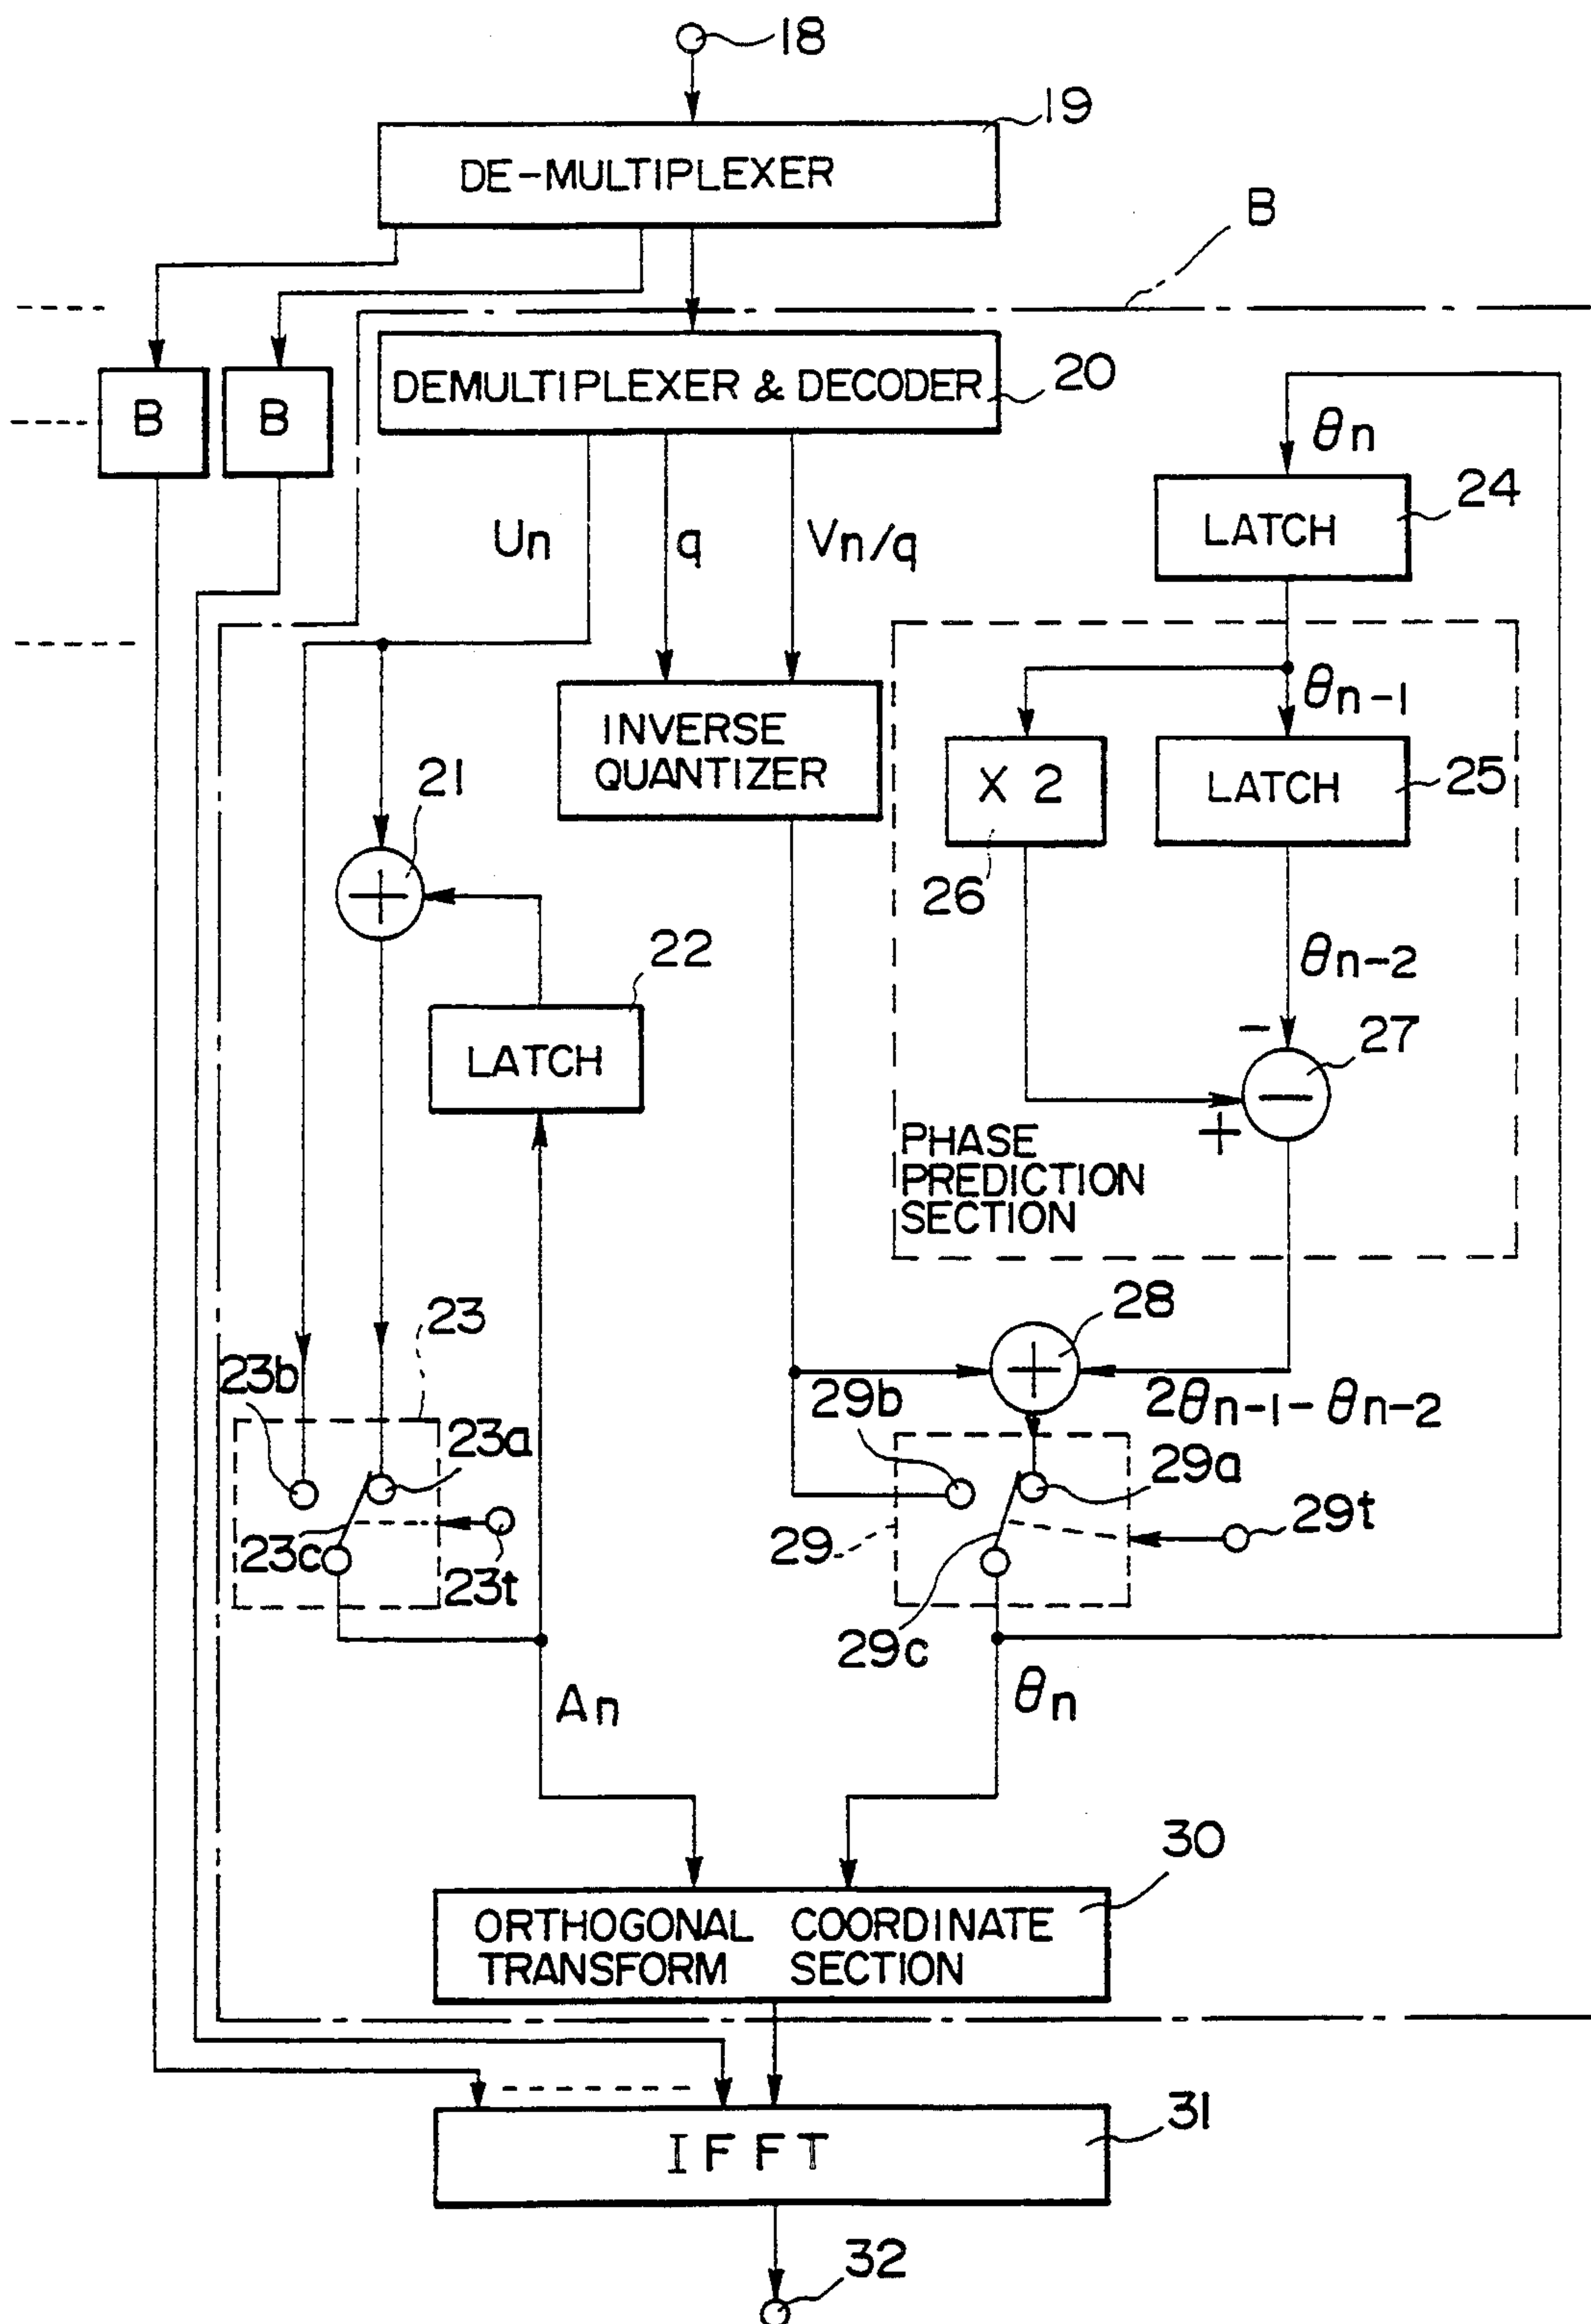 18
19
DE-MULTIPLEXER
B
B
B
DEMULTIPLEXER & DECODER
20
θn
24
LATCH
Un
q
Vn/q
θn-1
INVERSE
QUANTIZER
X 2
LATCH
25
21
+
26
22
θn-2
LATCH
-
27
−
+
PHASE
PREDICTION
SECTION
23
28
+
23b
29b
2θn-1 - θn-2
23a
29a
29t
23c
29
23t
29c
An
θn
30
ORTHOGONAL COORDINATE
TRANSFORM SECTION
31
IFFT
32